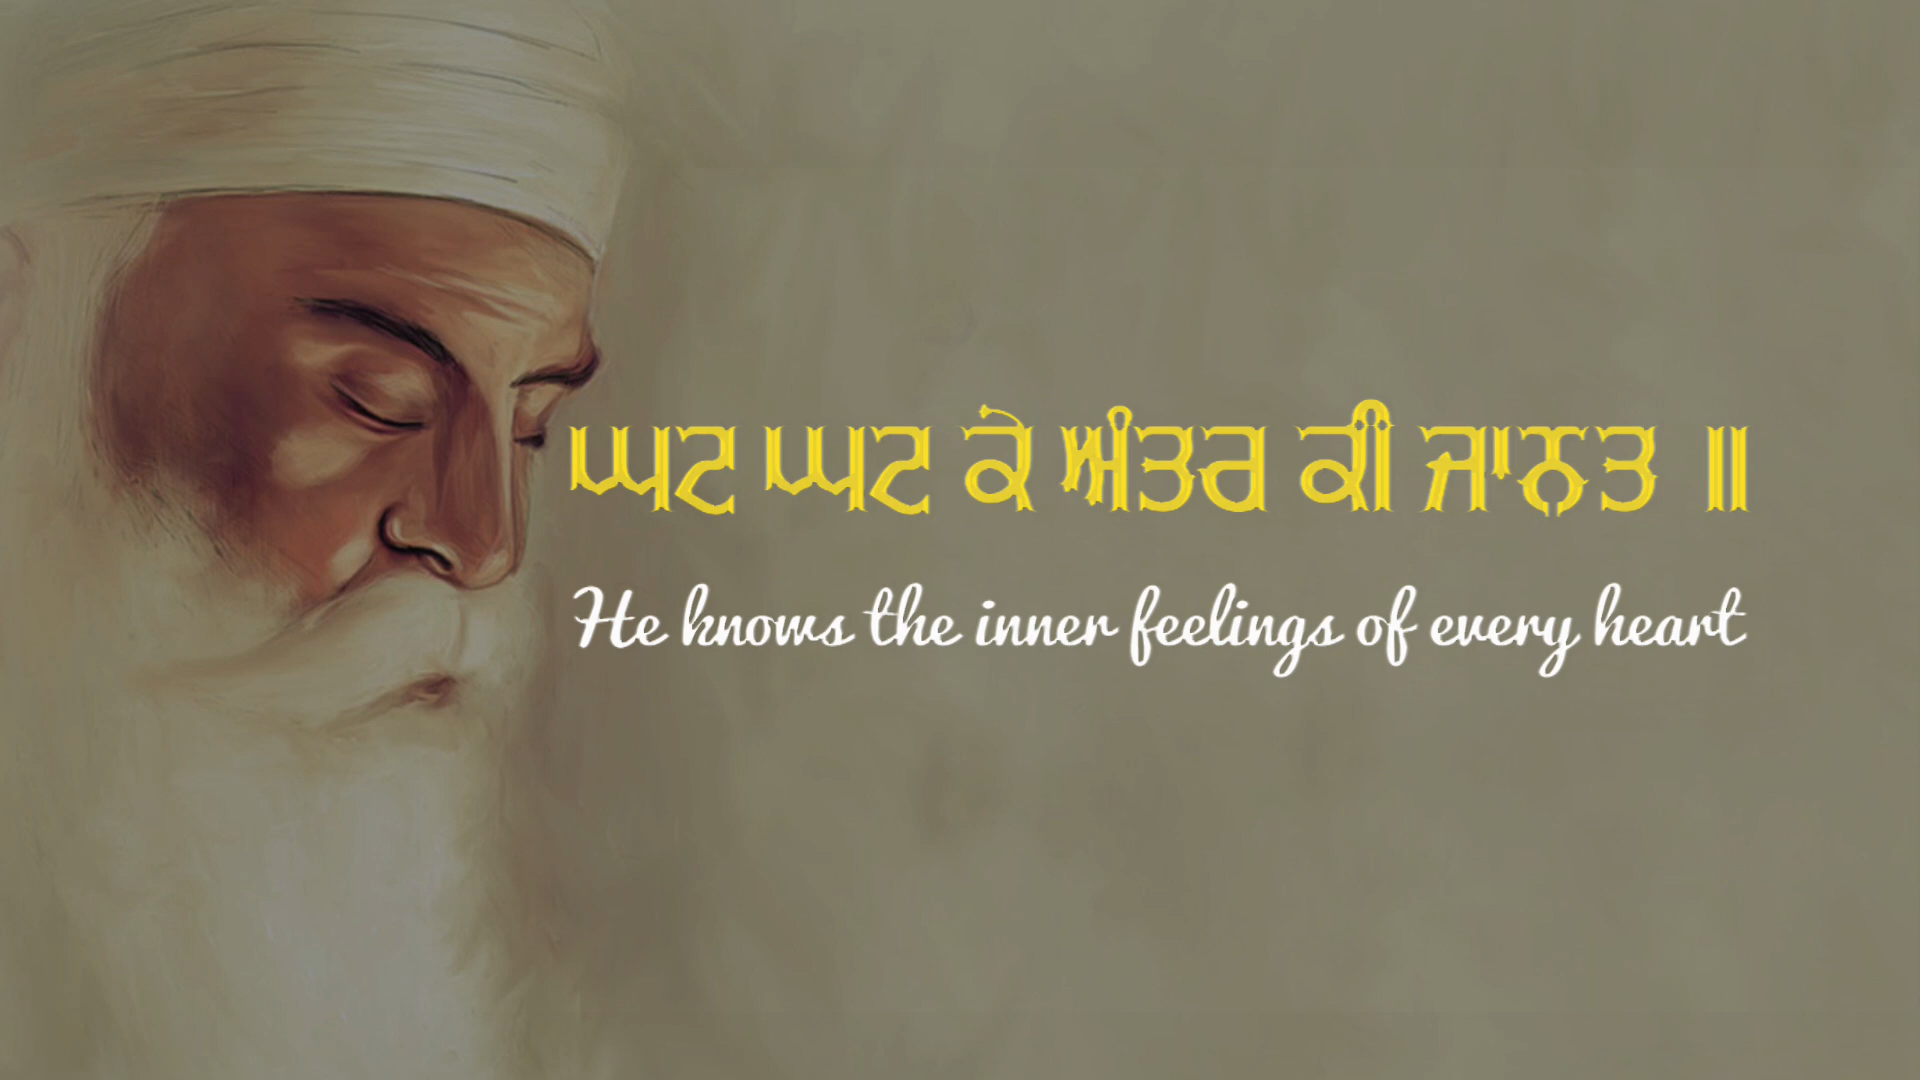 ਘਟ ਘਟ ਕੇ ਅੰਤਰ ਕੀ ਜਾਨਤ ॥
He knows the inner feelings of every heart